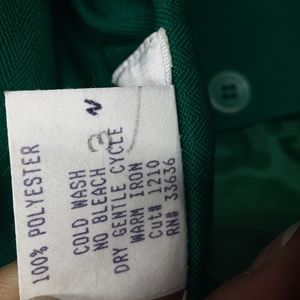 100% POLYESTER
COLD WASH
NO BLEACH
DRY GENTLE CYCLE
WARM IRON
Cut# 1210
RN# 33636